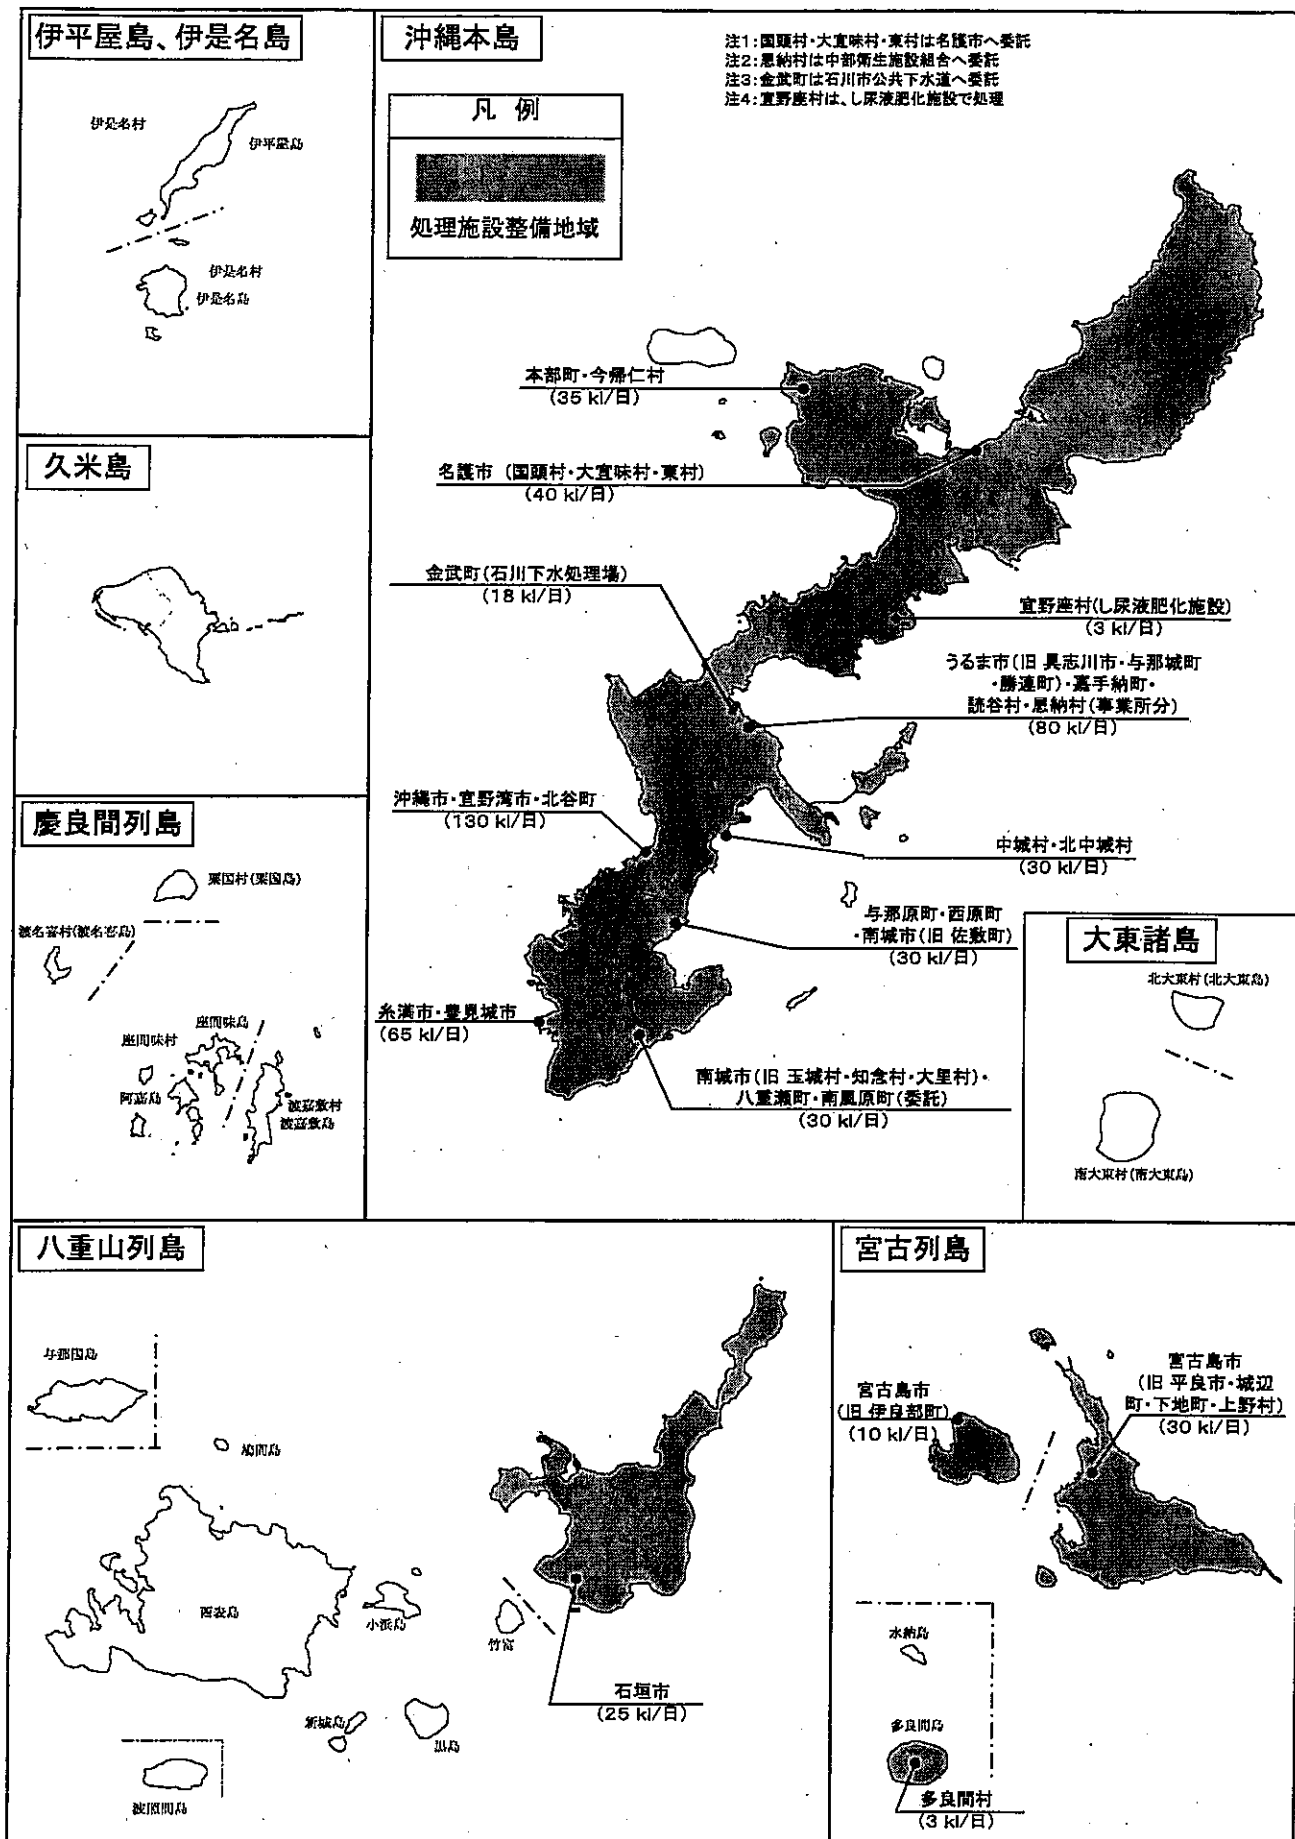 伊平屋島、伊是名島
伊是名村
伊平屋島
伊是名村
伊是名島
沖縄本島
注1:国頭村・大宜味村・東村は名護市へ委託
注2:恩納村は中部衛生施設組合へ委託
注3:金武町は石川市公共下水道へ委託
注4:宜野座村は、し尿液肥化施設で処理
凡 例
処理施設整備地域
本部町・今帰仁村
(35 kl/日)
名護市 (国頭村・大宜味村・東村)
(40 kl/日)
金武町(石川下水処理場)
(18 kl/日)
宜野座村(し尿液肥化施設)
(3 kl/日)
うるま市(旧 具志川市・与那城町
・勝連町)・嘉手納町・
読谷村・恩納村(事業所分)
(80 kl/日)
沖縄市・宜野湾市・北谷町
(130 kl/日)
中城村・北中城村
(30 kl/日)
与那原町・西原町
・南城市(旧 佐敷町)
(30 kl/日)
糸満市・豊見城市
(65 kl/日)
南城市(旧 玉城村・知念村・大里村)・
八重瀬町・南風原町(委託)
(30 kl/日)
久米島
慶良間列島
粟国村(粟国島)
渡名喜村(渡名喜島)
座間味島
座間味村
阿嘉島
渡嘉敷村
渡嘉敷島
大東諸島
北大東村(北大東島)
南大東村(南大東島)
八重山列島
与那国島
鳩間島
西表島
小浜島
竹富
新城島
黒島
波照間島
石垣市
(25 kl/日)
宮古列島
宮古島市
(旧 伊良部町)
(10 kl/日)
宮古島市
(旧 平良市・城辺
町・下地町・上野村)
(30 kl/日)
水納島
多良間島
多良間村
(3 kl/日)